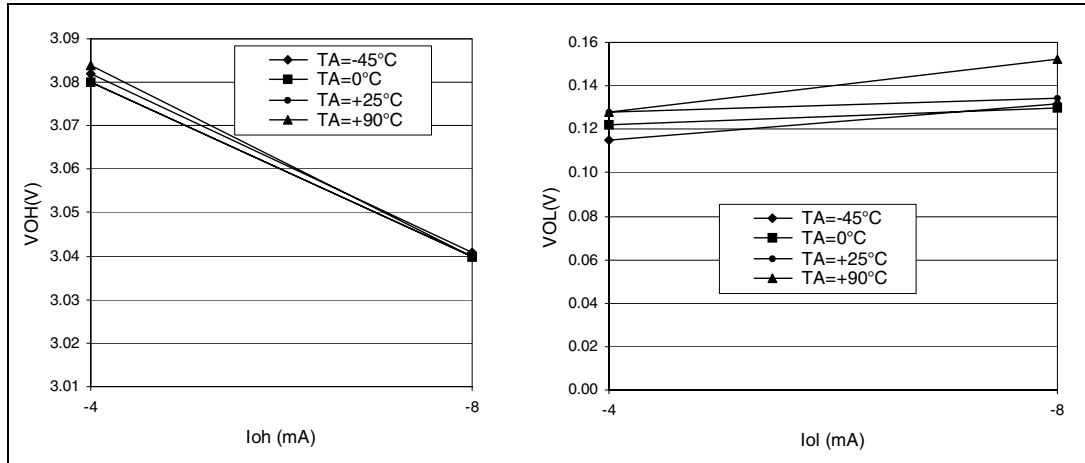 3.09
3.08
3.07
3.06
3.05
3.04
3.03
3.02
3.01
VOH(V)
TA=-45°C
TA=0°C
TA=+25°C
TA=+90°C
-4
-8
Ioh (mA)
0.16
0.14
0.12
0.10
0.08
0.06
0.04
0.02
0.00
VOL(V)
TA=-45°C
TA=0°C
TA=+25°C
TA=+90°C
-4
-8
Iol (mA)